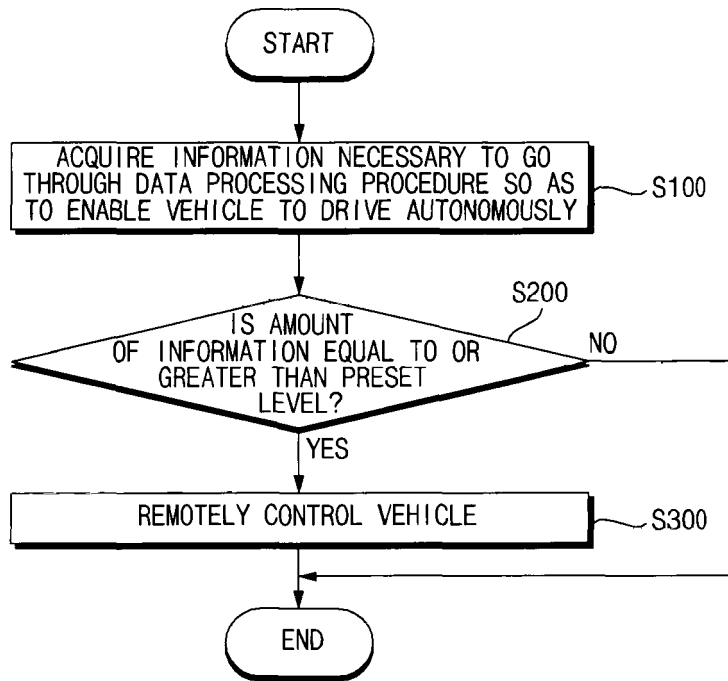 START
ACQUIRE INFORMATION NECESSARY TO GO
THROUGH DATA PROCESSING PROCEDURE SO AS
TO ENABLE VEHICLE TO DRIVE AUTONOMOUSLY
S100
S200
IS AMOUNT
OF INFORMATION EQUAL TO OR
GREATER THAN PRESET
LEVEL?
NO
YES
REMOTELY CONTROL VEHICLE
S300
END